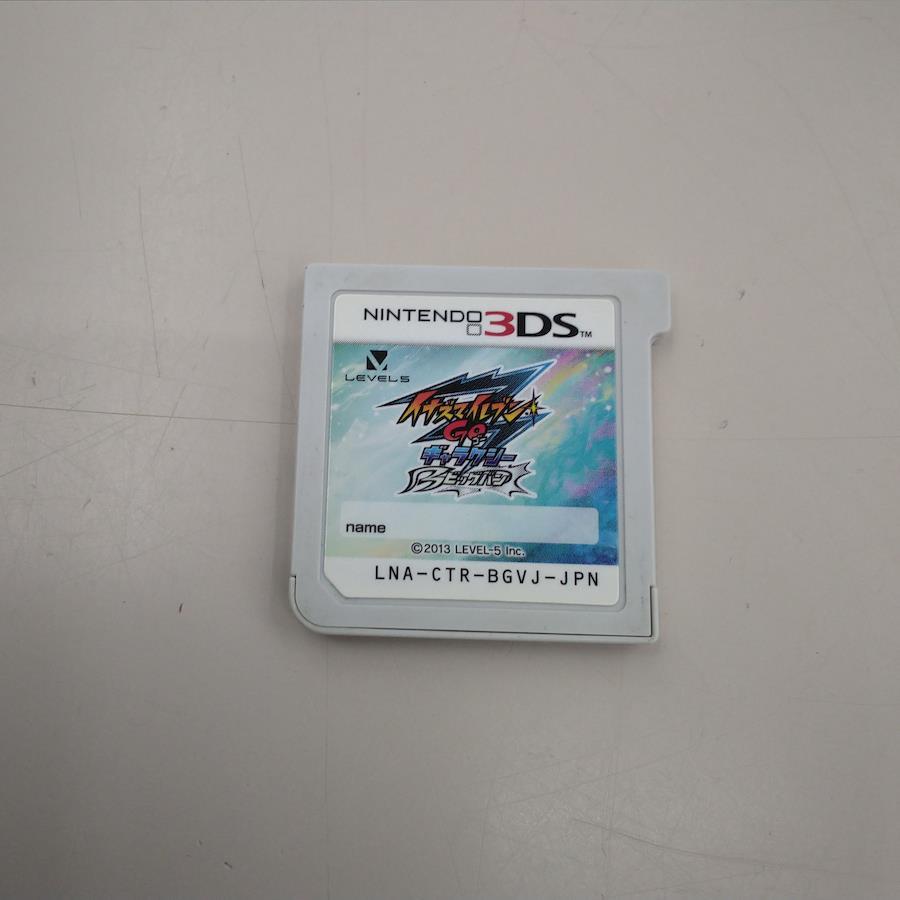 NINTENDO 3DS™
LEVEL5
イナズマイレブン
GO
ギャラクシー
ビッグバン
name
©2013 LEVEL-5 Inc.
LNA-CTR-BGVJ-JPN